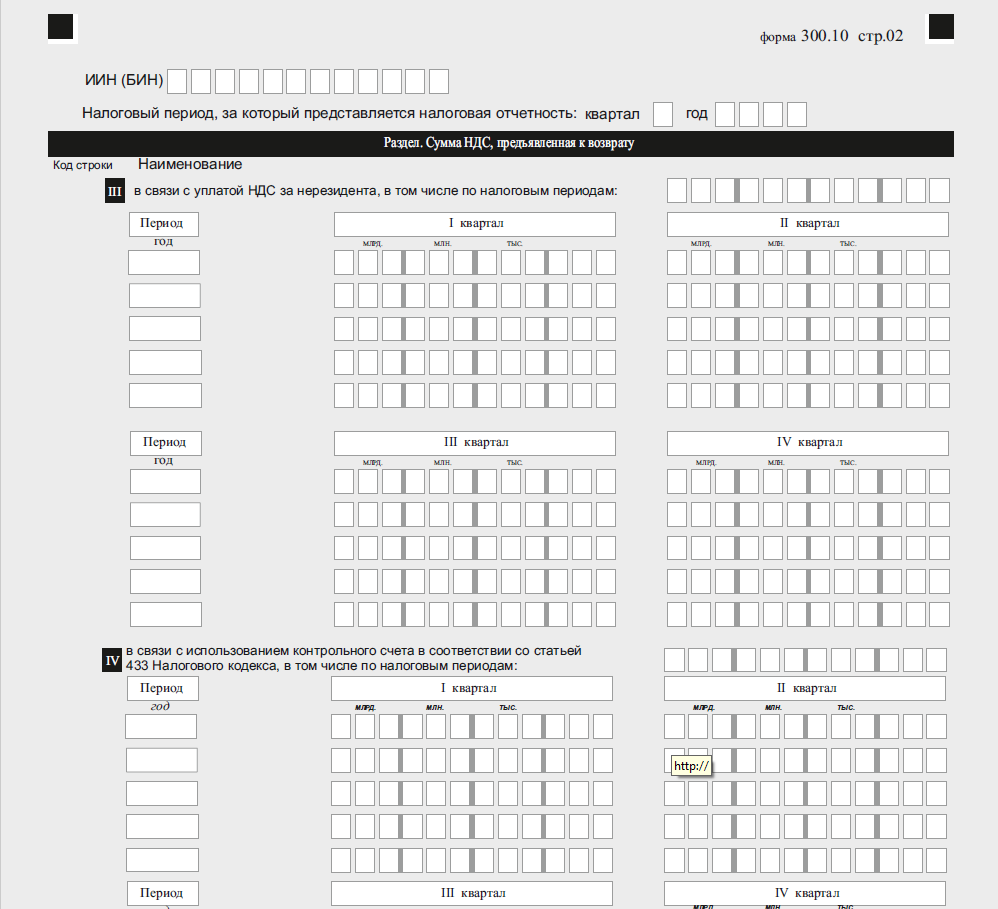 форма 300.10 стр.02
ИИН (БИН)
Налоговый период, за который представляется налоговая отчетность: квартал год
Раздел. Сумма НДС, предъявленная к возврату
Код строки Наименование
III в связи с уплатой НДС за нерезидента, в том числе по налоговым периодам:
Период I квартал II квартал
год млрд. млн. тыс. млрд. млн. тыс.
Период III квартал IV квартал
год млрд. млн. тыс. млрд. млн. тыс.
IV в связи с использованием контрольного счета в соответствии со статьей
433 Налогового кодекса, в том числе по налоговым периодам:
Период I квартал II квартал
год млрд. млн. тыс. млрд. млн. тыс.
http://
Период III квартал IV квартал